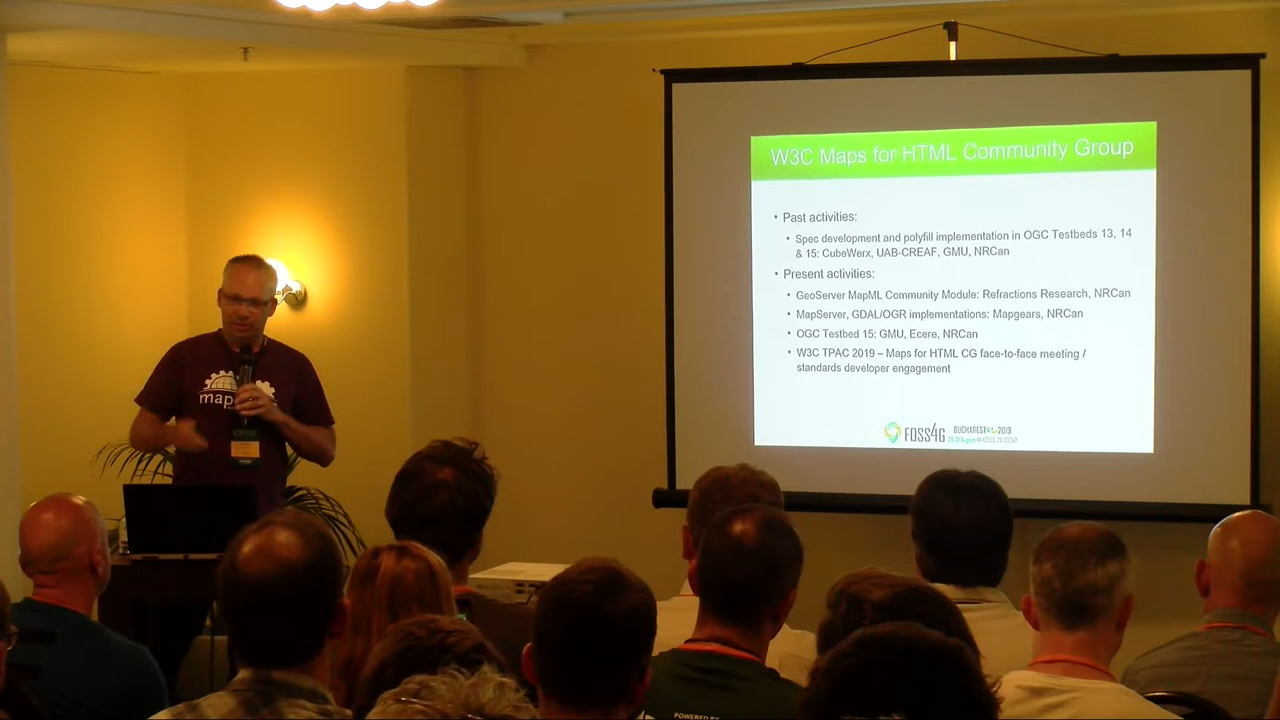 W3C Maps for HTML Community Group
• Past activities:
• Spec development and polyfill implementation in OGC Testbeds 13, 14
& 15: CubeWerx, UAB-CREAF, GMU, NRCan
• Present activities:
• GeoServer MapML Community Module: Refractions Research, NRCan
• MapServer, GDAL/OGR implementations: Mapgears, NRCan
• OGC Testbed 15: GMU, Ecere, NRCan
• W3C TPAC 2019 – Maps for HTML CG face-to-face meeting /
standards developer engagement
FOSS4G BUCHAREST 2019
map
POWERED BY